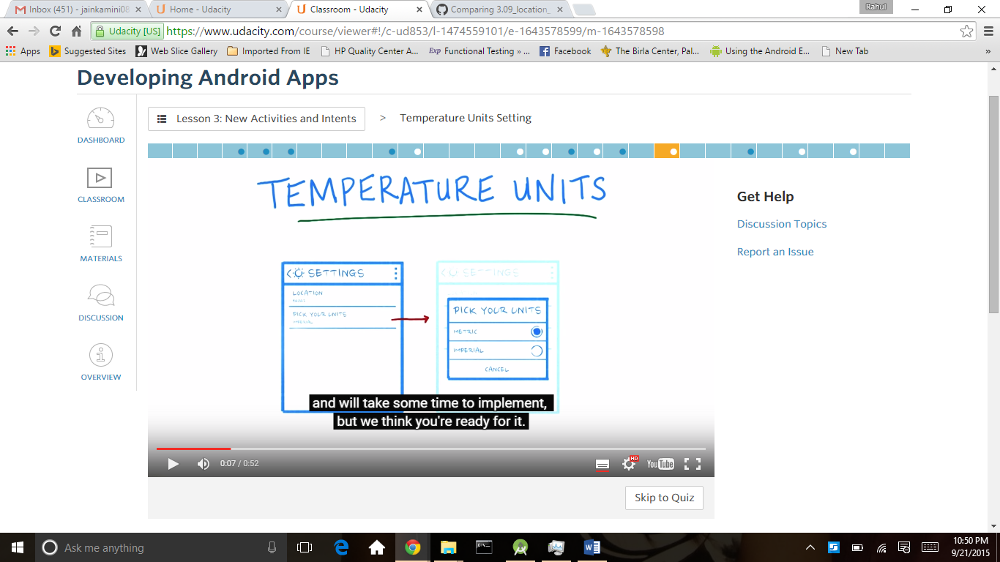 Inbox (451) - jainkamini08
Home - Udacity
Classroom - Udacity
Comparing 3.09_location_
Rahul
Udacity [US]
https://www.udacity.com/course/viewer#!/c-ud853/l-1474559101/e-1643578599/m-1643578598
Apps
Suggested Sites
Web Slice Gallery
Imported From IE
HP Quality Center A...
Exp Functional Testing » ...
Facebook
The Birla Center, Pal...
Using the Android E...
New Tab
»
Developing Android Apps
Lesson 3: New Activities and Intents > Temperature Units Setting
DASHBOARD
CLASSROOM
MATERIALS
DISCUSSION
OVERVIEW
TEMPERATURE UNITS
SETTINGS
LOCATION
PICK YOUR UNITS
IMPERIAL
SETTINGS
PICK YOUR UNITS
METRIC
IMPERIAL
CANCEL
and will take some time to implement,
but we think you're ready for it.
0:07 / 0:52
HD
YouTube
Skip to Quiz
Get Help
Discussion Topics
Report an Issue
Ask me anything
10:50 PM
9/21/2015